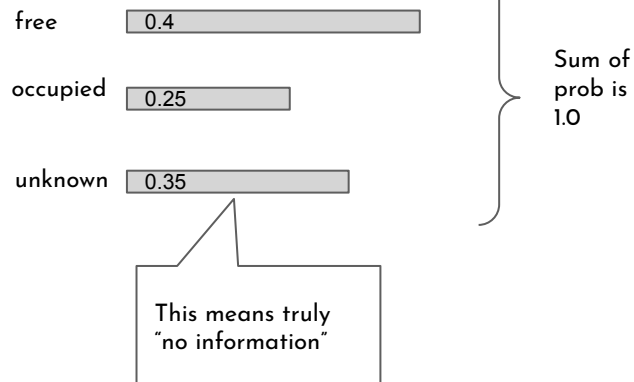 free
0.4
occupied
0.25
unknown
0.35
Sum of
prob is
1.0
This means truly
“no information”